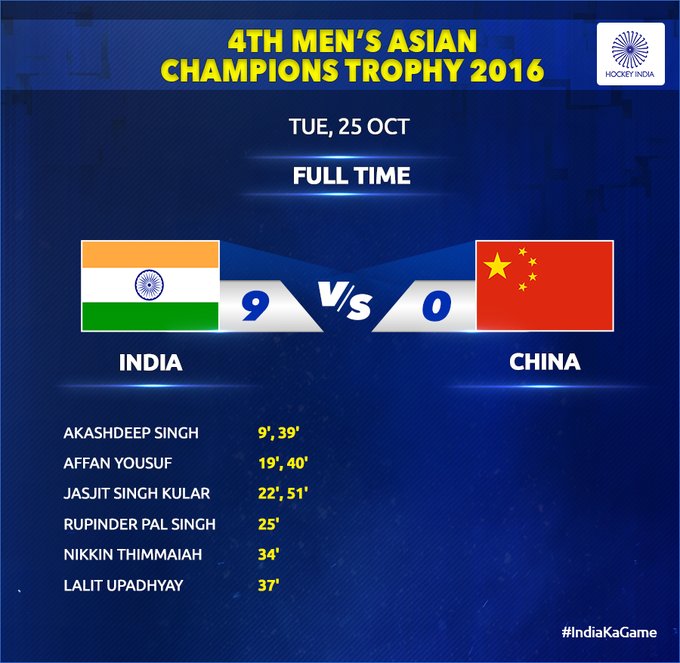 4TH MEN'S ASIAN
CHAMPIONS TROPHY 2016
HOCKEY INDIA
TUE, 25 OCT
FULL TIME
9 V/S 0
INDIA CHINA
AKASHDEEP SINGH 9', 39'
AFFAN YOUSUF 19', 40'
JASJIT SINGH KULAR 22', 51'
RUPINDER PAL SINGH 25'
NIKKIN THIMMAIAH 34'
LALIT UPADHYAY 37'
#IndiaKaGame